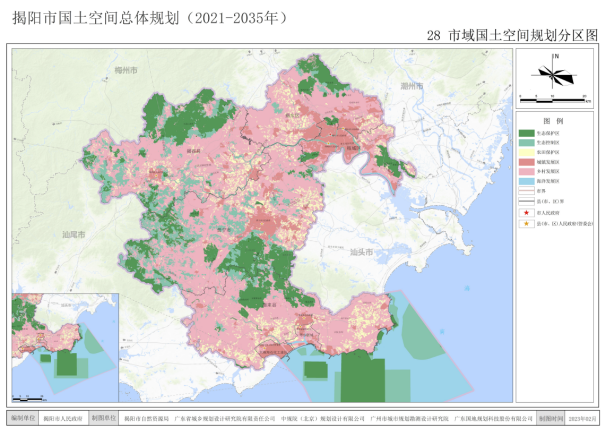 揭阳市国土空间总体规划（2021-2035年）
28 市域国土空间规划分区图
梅州市
潮州市
汕尾市
汕头市
N
图 例
生态保护区
生态控制区
农田保护区
城镇发展区
乡村发展区
海洋发展区
市界
县(市、区)界
市人民政府
县(市、区)人民政府(管委会)
编制单位 揭阳市人民政府 制图单位 揭阳市自然资源局 广东省城乡规划设计研究院有限责任公司 中规院（北京）规划设计有限公司 广州市城市规划勘测设计研究院 广东国地规划科技股份有限公司 制图时间 2023年02月